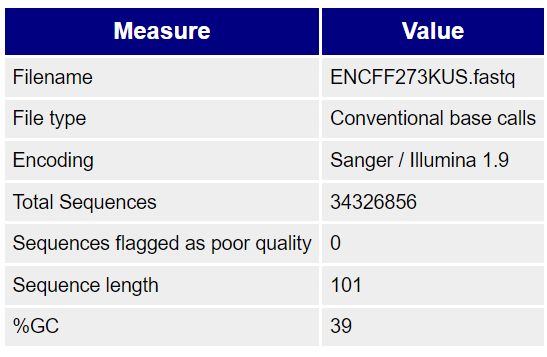 Measure Value
Filename ENCFF273KUS.fastq
File type Conventional base calls
Encoding Sanger / Illumina 1.9
Total Sequences 34326856
Sequences flagged as poor quality 0
Sequence length 101
%GC 39